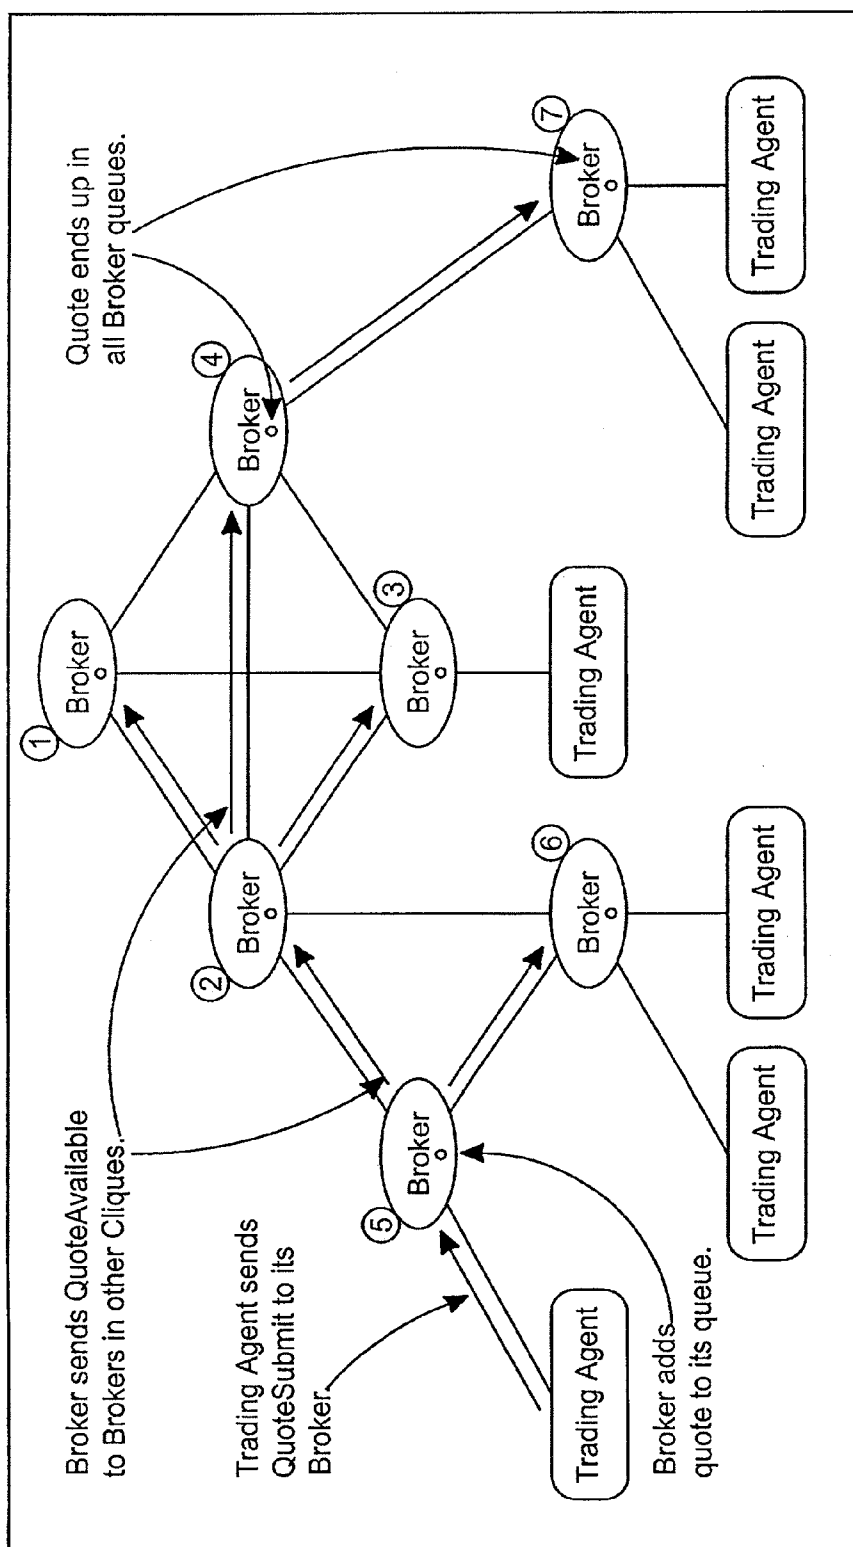 Broker sends QuoteAvailable
to Brokers in other Cliques.
Quote ends up in
all Broker queues.
1
Broker
2
Broker
4
Broker
Trading Agent sends
QuoteSubmit to its
Broker.
5
Broker
3
Broker
6
Broker
7
Broker
Trading Agent
Trading Agent
Broker adds
quote to its queue.
Trading Agent
Trading Agent
Trading Agent
Trading Agent